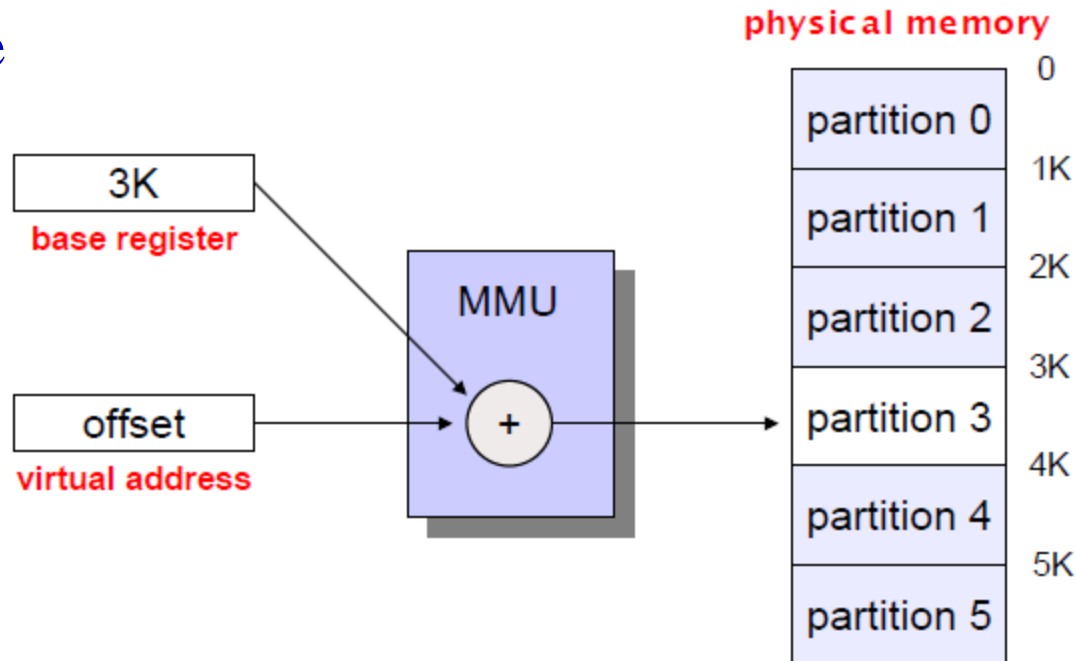 e
physical memory
0
partition 0
3K
1K
base register
partition 1
2K
MMU
partition 2
3K
offset
+
partition 3
virtual address
4K
partition 4
5K
partition 5